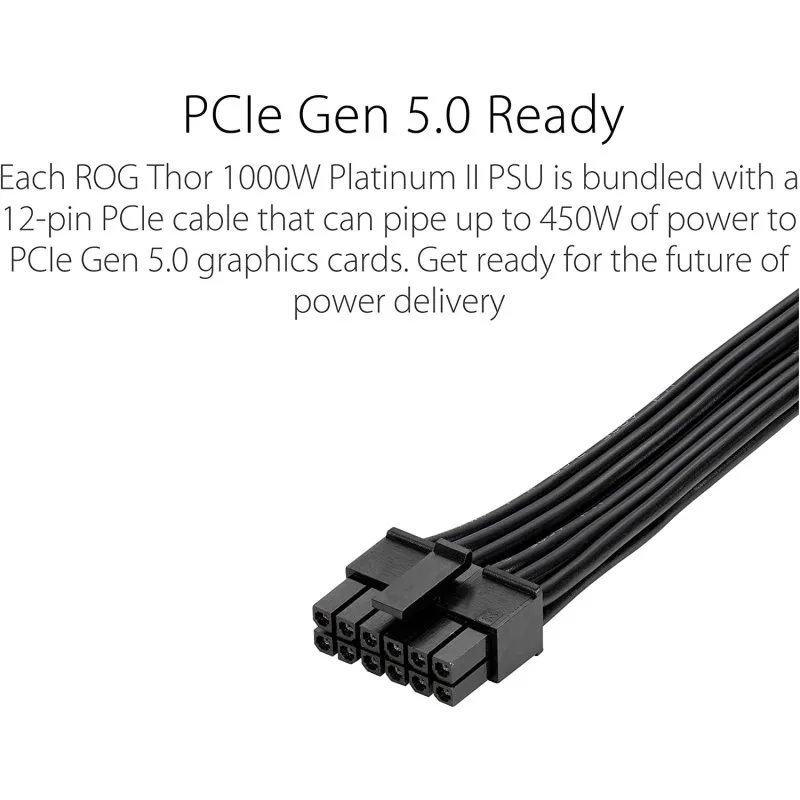 PCIe Gen 5.0 Ready
Each ROG Thor 1000W Platinum II PSU is bundled with a
12-pin PCIe cable that can pipe up to 450W of power to
PCIe Gen 5.0 graphics cards. Get ready for the future of
power delivery